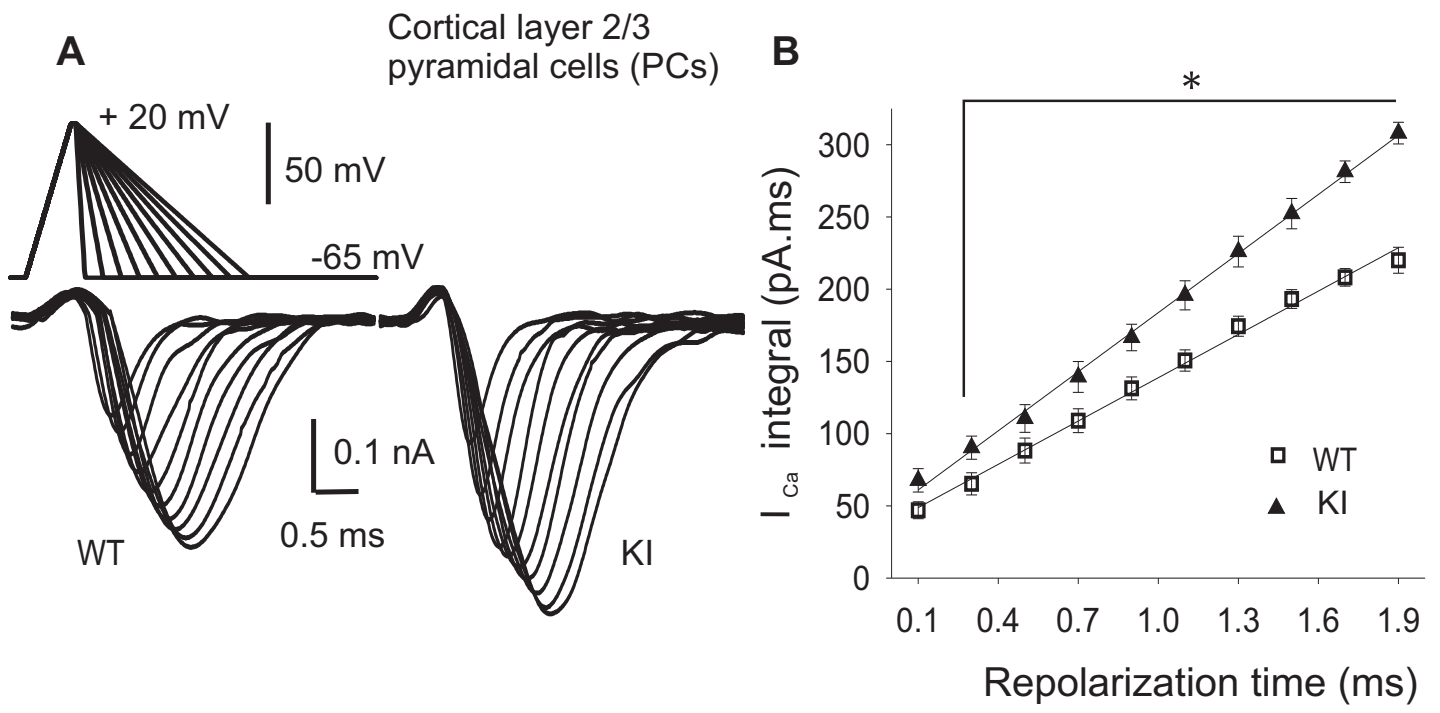 A
Cortical layer 2/3
pyramidal cells (PCs)
+ 20 mV
50 mV
-65 mV
0.1 nA
0.5 ms
WT
KI
B
*
I Ca integral (pA.ms)
300
250
200
150
100
50
0
WT
KI
0.1 0.4 0.7 1.0 1.3 1.6 1.9
Repolarization time (ms)